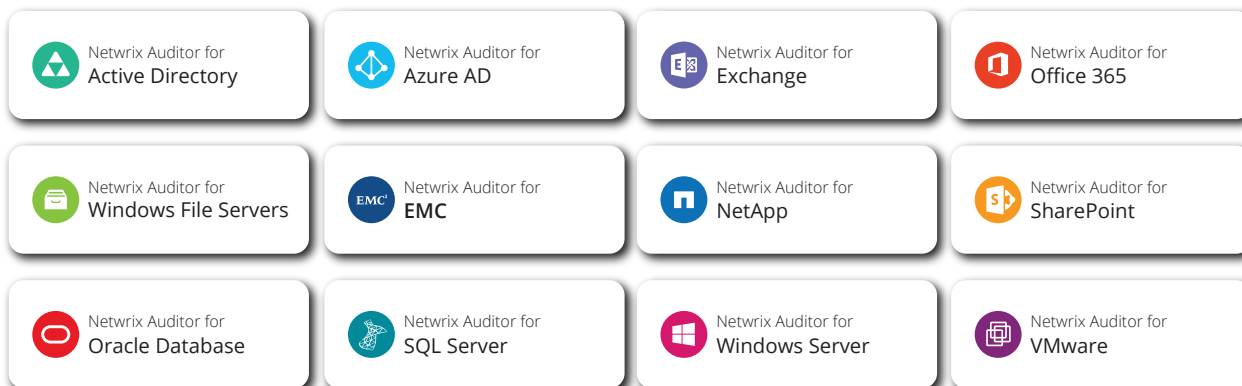 Netwrix Auditor for
Active Directory
Netwrix Auditor for
Azure AD
Netwrix Auditor for
Exchange
Netwrix Auditor for
Office 365
Netwrix Auditor for
Windows File Servers
EMC²
Netwrix Auditor for
EMC
Netwrix Auditor for
NetApp
S
Netwrix Auditor for
SharePoint
Netwrix Auditor for
Oracle Database
Netwrix Auditor for
SQL Server
Netwrix Auditor for
Windows Server
Netwrix Auditor for
VMware